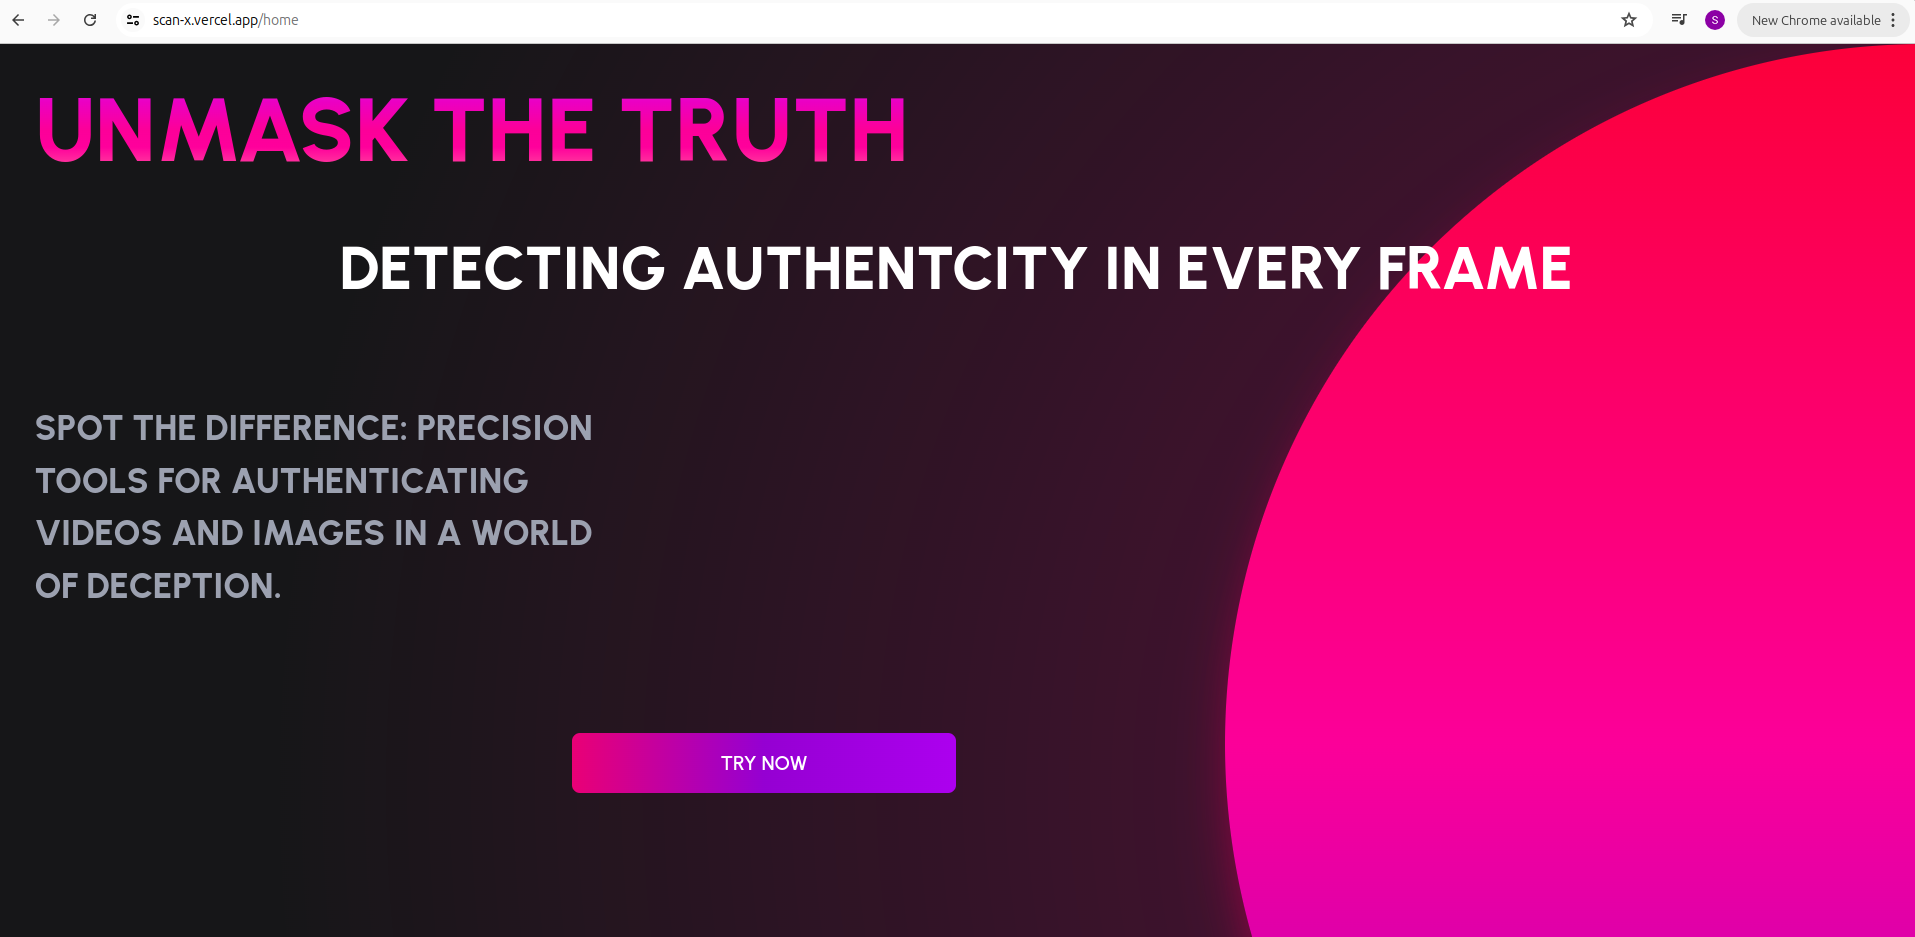 scan-x.vercel.app/home
S
New Chrome available
UNMASK THE TRUTH
DETECTING AUTHENTCITY IN EVERY FRAME
SPOT THE DIFFERENCE: PRECISION
TOOLS FOR AUTHENTICATING
VIDEOS AND IMAGES IN A WORLD
OF DECEPTION.
TRY NOW